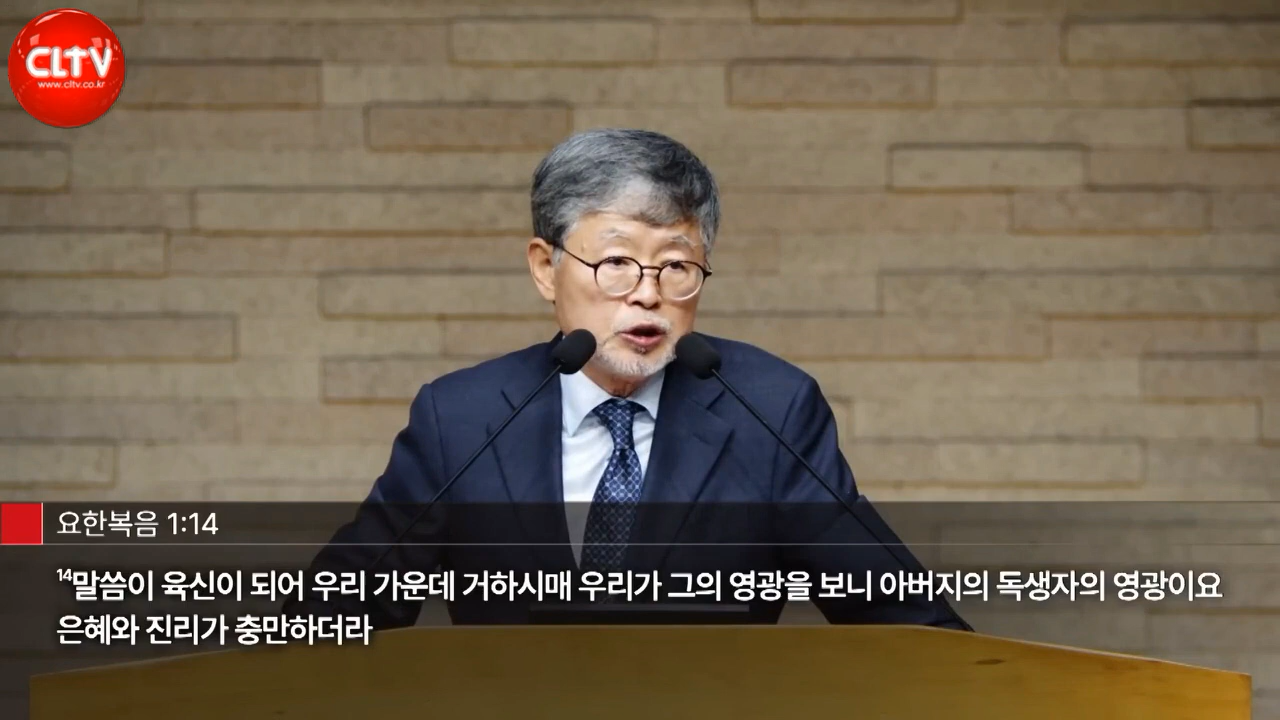 CLTV
www.cltv.co.kr
요한복음 1:14
¹⁴말씀이 육신이 되어 우리 가운데 거하시매 우리가 그의 영광을 보니 아버지의 독생자의 영광이요
은혜와 진리가 충만하더라